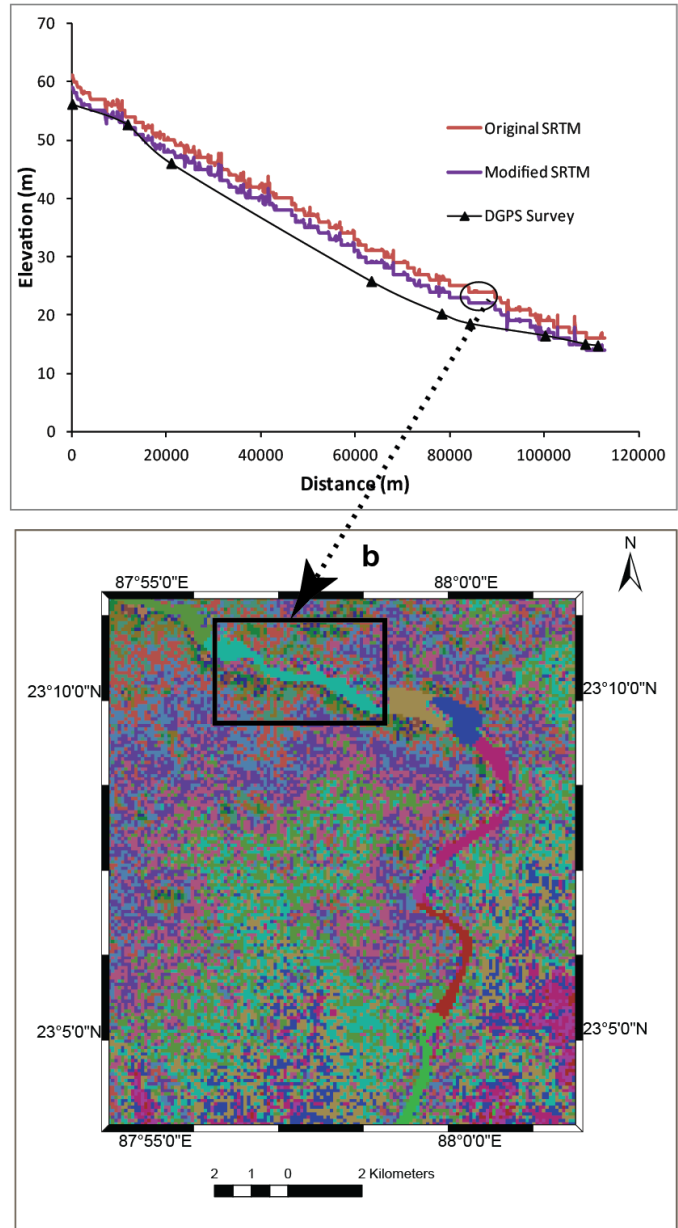 70
60
50
40
30
20
10
0
Elevation (m)
Original SRTM
Modified SRTM
DGPS Survey
0 20000 40000 60000 80000 100000 120000
Distance (m)
b
N
87°55'0"E 88°0'0"E
23°10'0"N 23°10'0"N
23°5'0"N 23°5'0"N
87°55'0"E 88°0'0"E
2 1 0 2 Kilometers